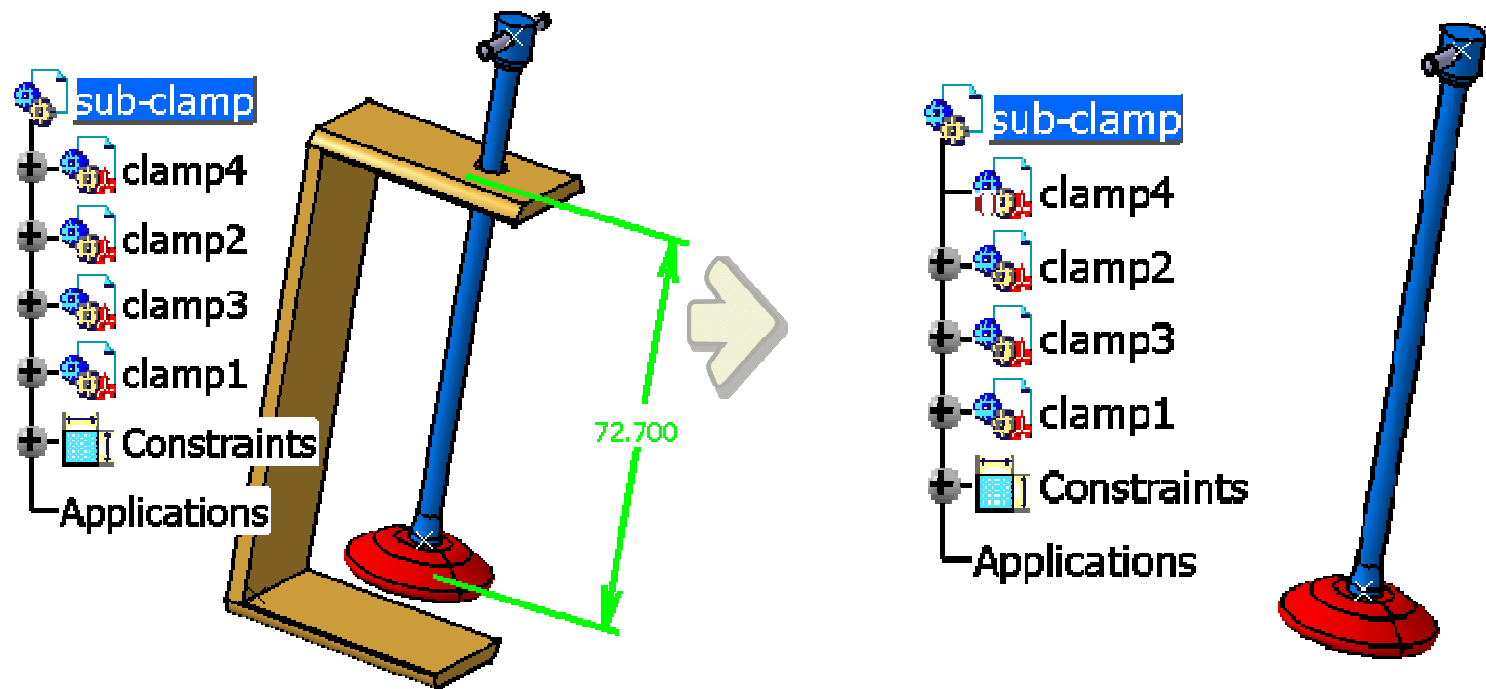 sub-clamp
clamp4
clamp2
clamp3
clamp1
Constraints
Applications
72.700
sub-clamp
clamp4
clamp2
clamp3
clamp1
Constraints
Applications